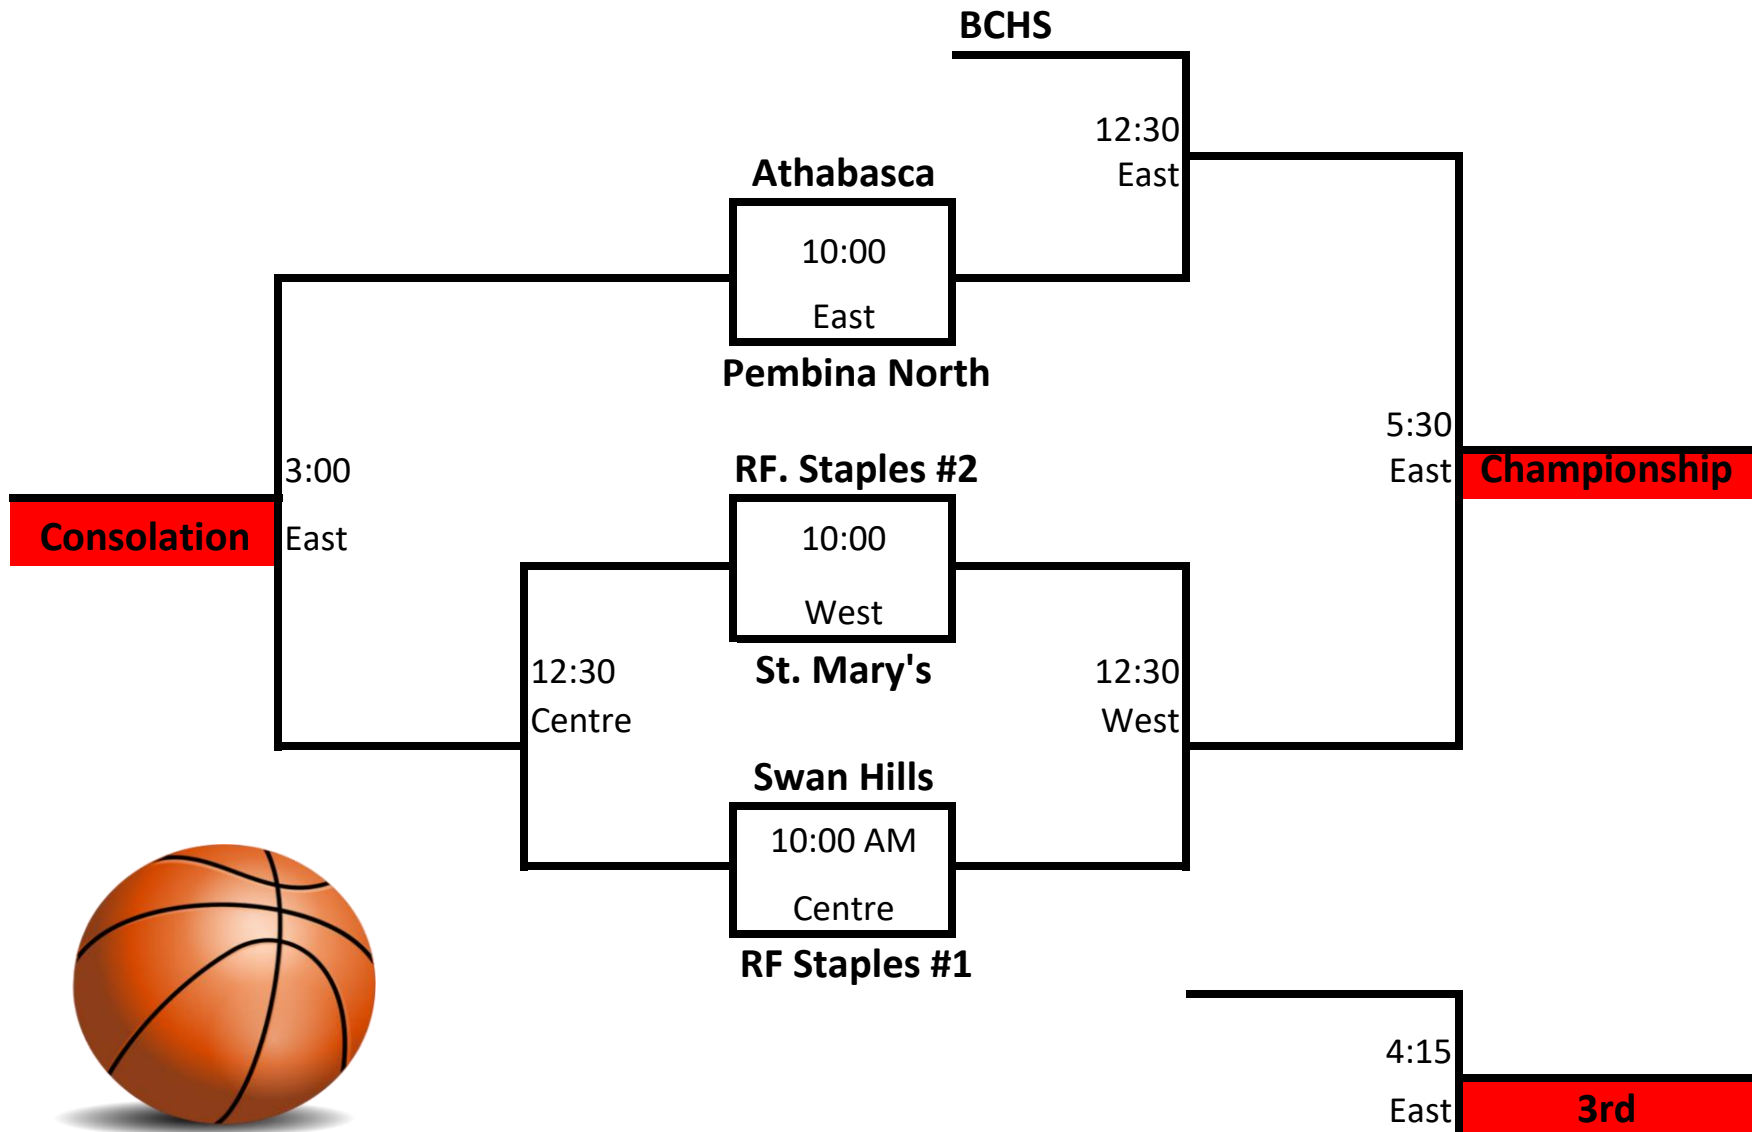 BCHS
12:30
East
Athabasca
10:00
East
Pembina North
5:30
East
Championship
3:00
East
Consolation
RF. Staples #2
10:00
West
St. Mary's
12:30
Centre
12:30
West
Swan Hills
10:00 AM
Centre
RF Staples #1
4:15
East
3rd